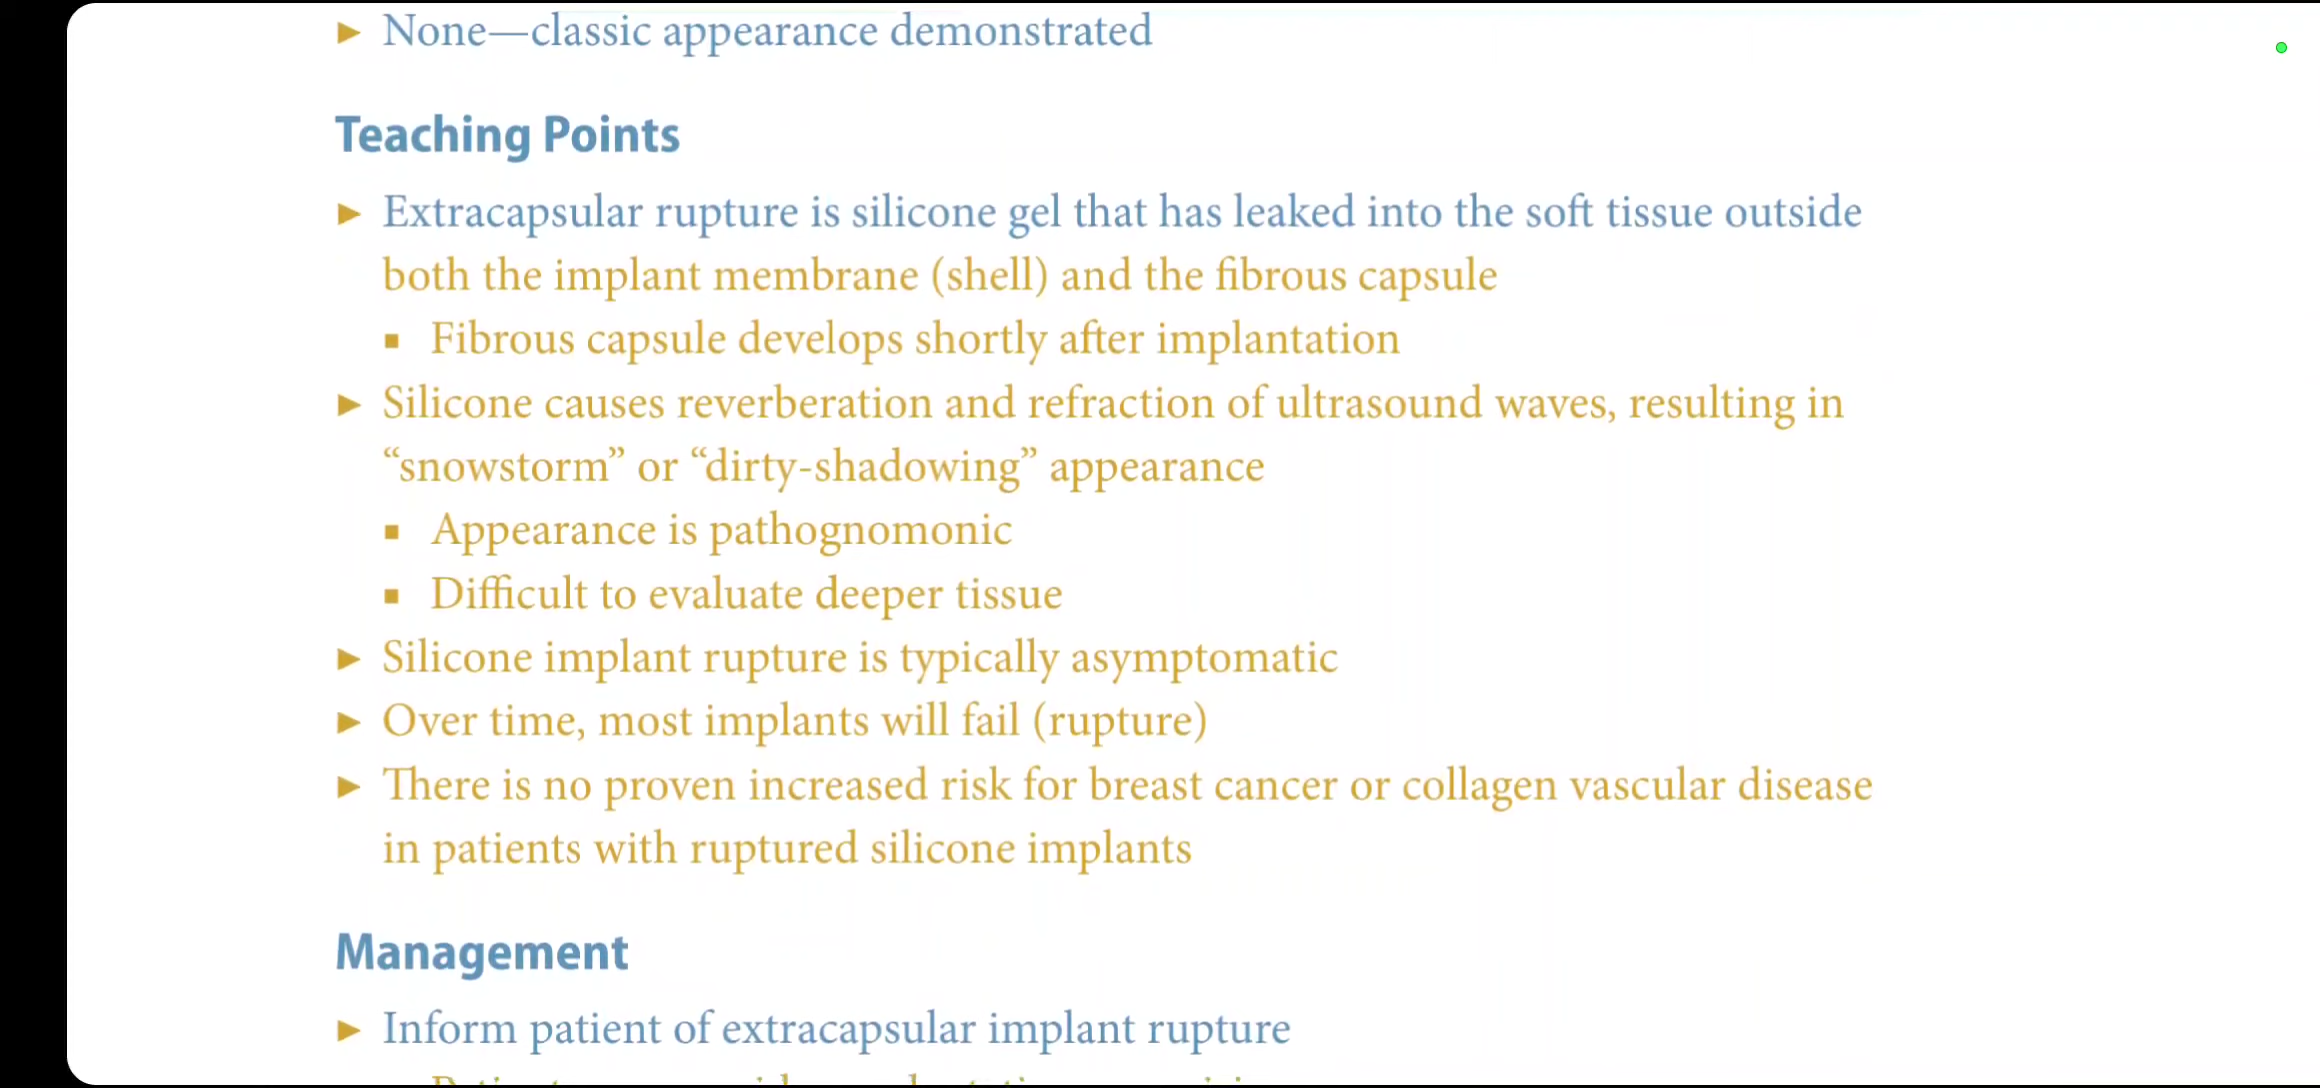 ► None—classic appearance demonstrated
Teaching Points
► Extracapsular rupture is silicone gel that has leaked into the soft tissue outside
both the implant membrane (shell) and the fibrous capsule
▪ Fibrous capsule develops shortly after implantation
► Silicone causes reverberation and refraction of ultrasound waves, resulting in
“snowstorm” or “dirty-shadowing” appearance
▪ Appearance is pathognomonic
▪ Difficult to evaluate deeper tissue
► Silicone implant rupture is typically asymptomatic
► Over time, most implants will fail (rupture)
► There is no proven increased risk for breast cancer or collagen vascular disease
in patients with ruptured silicone implants
Management
► Inform patient of extracapsular implant rupture